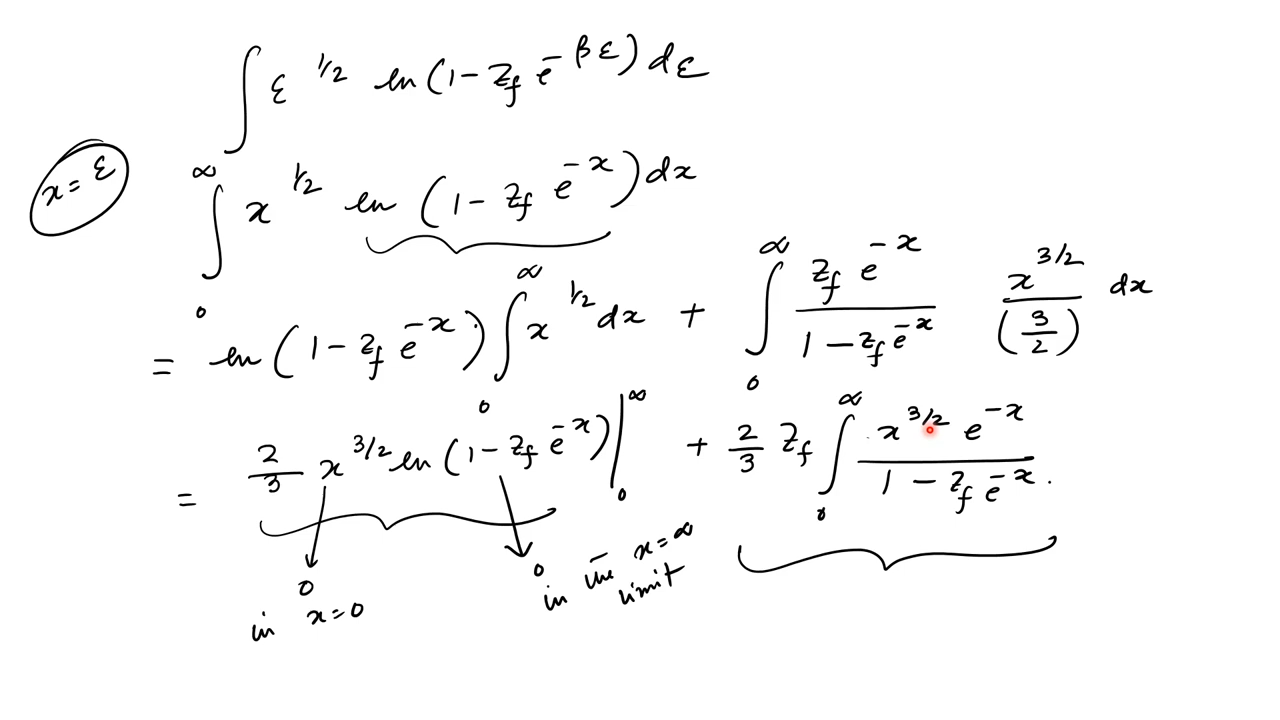 ∫ ε^{1/2} ln(1 - z_f e^{-βε}) dε
x = ε
∫_0^∞ x^{1/2} ln(1 - z_f e^{-x}) dx
= ln(1 - z_f e^{-x}) ∫_0^∞ x^{1/2} dx + ∫_0^∞ z_f e^{-x} / (1 - z_f e^{-x}) x^{3/2} / (3/2) dx
= 2/3 x^{3/2} ln(1 - z_f e^{-x}) |_0^∞ + 2/3 z_f ∫_0^∞ x^{3/2} e^{-x} / (1 - z_f e^{-x}) .
0
in x=0
0
in the x=∞
limit